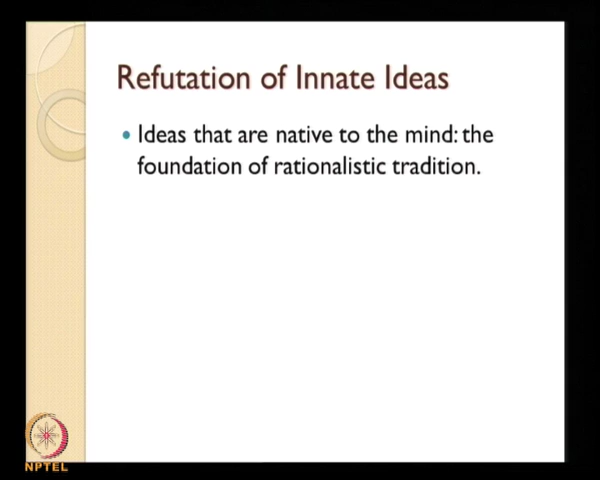 Refutation of Innate Ideas
Ideas that are native to the mind: the
foundation of rationalistic tradition.
NPTEL